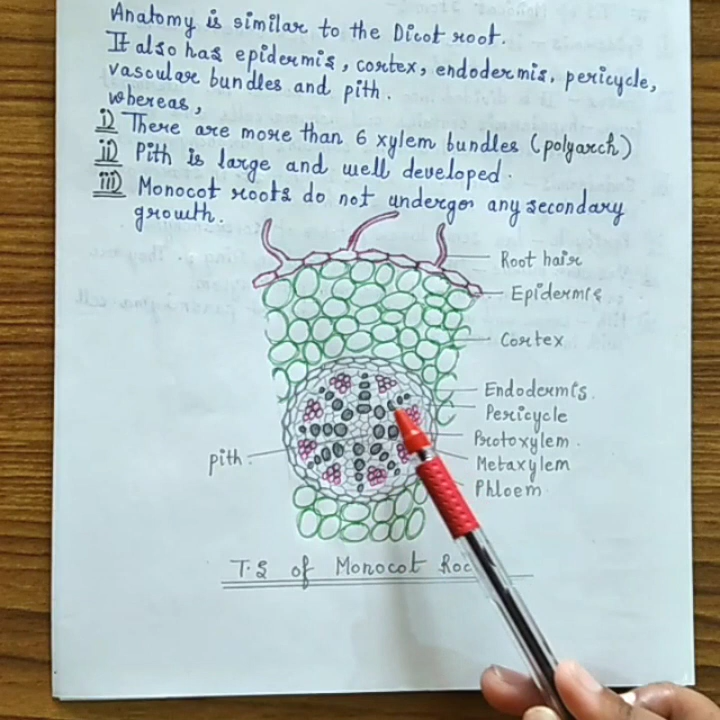 Anatomy is similar to the Dicot root.
It also has epidermis, cortex, endodermis, pericycle,
vascular bundles and pith.
whereas,
i) There are more than 6 xylem bundles (polyarch)
ii) Pith is large and well developed.
iii) Monocot roots do not undergo any secondary
growth.
Root hair
Epidermis
Cortex
Endodermis
Pericycle
Protoxylem
Metaxylem
Phloem
pith
T.S of Monocot